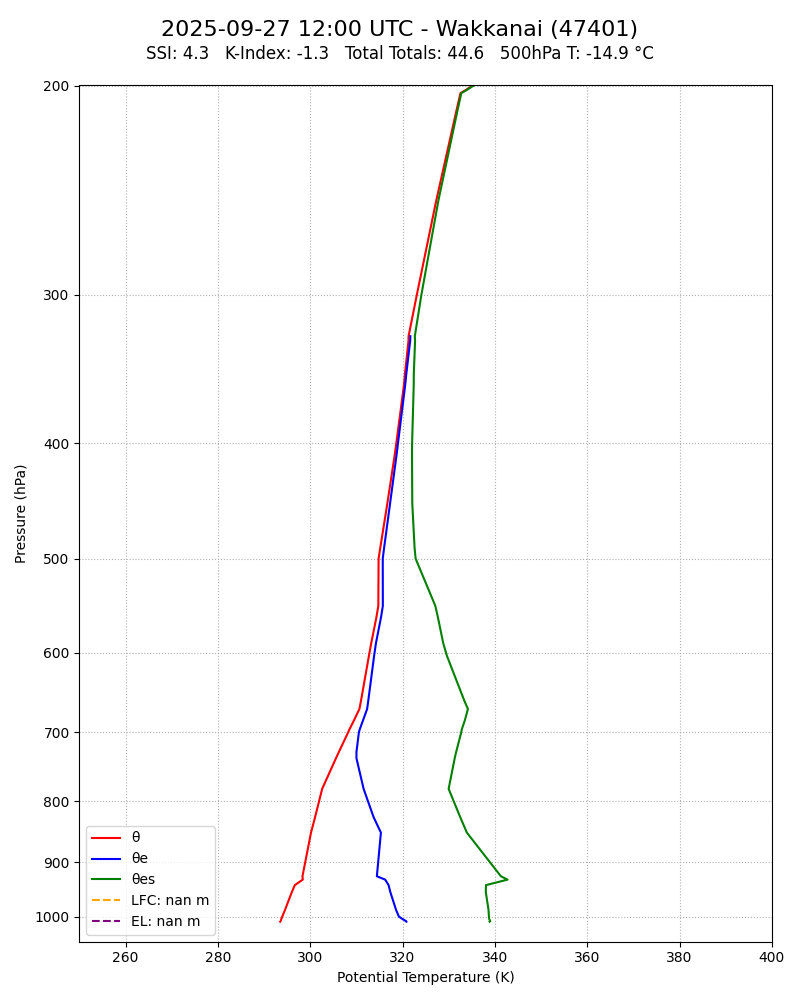 2025-09-27 12:00 UTC - Wakkanai (47401)
SSI: 4.3 K-Index: -1.3 Total Totals: 44.6 500hPa T: -14.9 °C
200
300
400
500
600
700
800
900
1000
Pressure (hPa)
θ
θe
θes
LFC: nan m
EL: nan m
260 280 300 320 340 360 380 400
Potential Temperature (K)